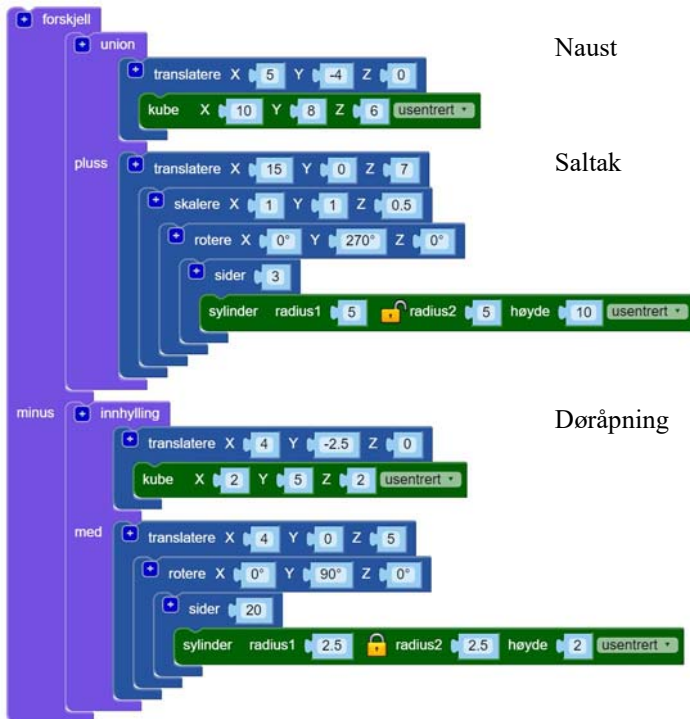 forskjell
union
Naust
translatere X 5 Y -4 Z 0
kube X 10 Y 8 Z 6 usentrert
pluss translatere X 15 Y 0 Z 7
Saltak
skalere X 1 Y 1 Z 0.5
rotere X 0° Y 270° Z 0°
sider 3
sylinder radius1 5 radius2 5 høyde 10 usentrert
minus innhylling
Døråpning
translatere X 4 Y -2.5 Z 0
kube X 2 Y 5 Z 2 usentrert
med translatere X 4 Y 0 Z 5
rotere X 0° Y 90° Z 0°
sider 20
sylinder radius1 2.5 radius2 2.5 høyde 2 usentrert